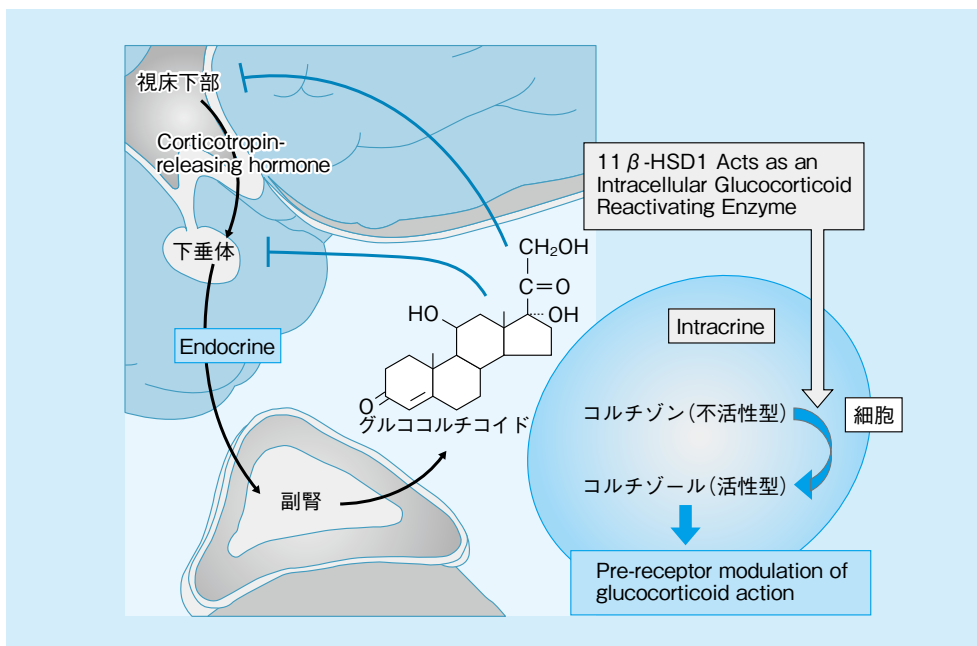 視床下部
Corticotropin-
releasing hormone
下垂体
Endocrine
副腎
CH₂OH
C=O
OH
HO
O
グルココルチコイド
11β-HSD1 Acts as an
Intracellular Glucocorticoid
Reactivating Enzyme
Intracrine
コルチゾン(不活性型)
細胞
コルチゾール(活性型)
Pre-receptor modulation of
glucocorticoid action